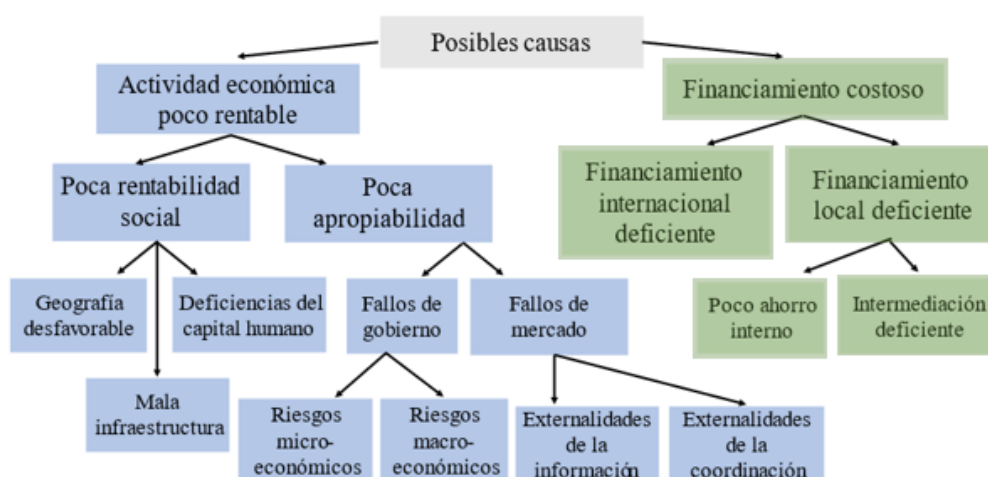 Posibles causas
Actividad económica
poco rentable
Financiamiento costoso
Poca rentabilidad
social
Poca
apropiabilidad
Financiamiento
internacional
deficiente
Financiamiento
local deficiente
Geografía
desfavorable
Deficiencias del
capital humano
Fallos de
gobierno
Fallos de
mercado
Poco ahorro
interno
Intermediación
deficiente
Mala
infraestructura
Riesgos
micro-
económicos
Riesgos
macro-
económicos
Externalidades
de la
información
Externalidades
de la
coordinación